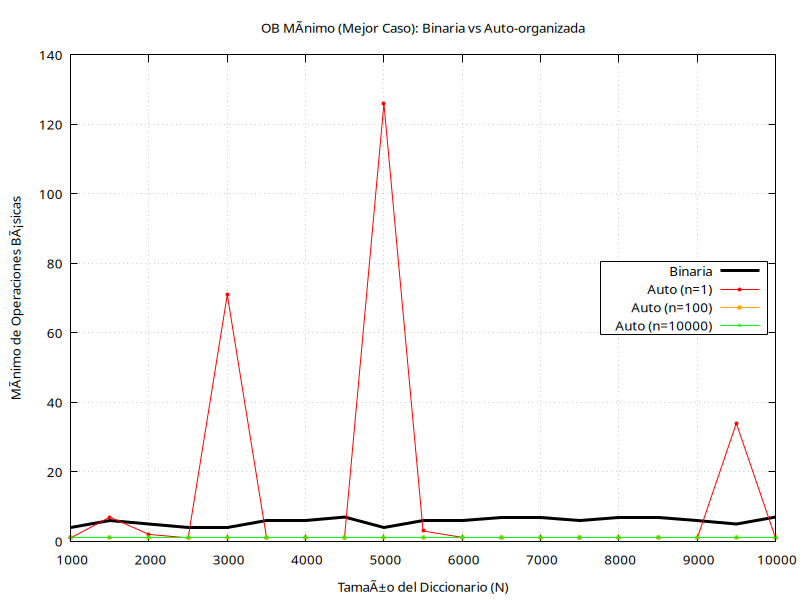 OB MÃnimo (Mejor Caso): Binaria vs Auto-organizada
140
120
100
80
60
40
20
0
MÃnimo de Operaciones BÃ¡sicas
Binaria
Auto (n=1)
Auto (n=100)
Auto (n=10000)
1000 2000 3000 4000 5000 6000 7000 8000 9000 10000
TamaÃ±o del Diccionario (N)